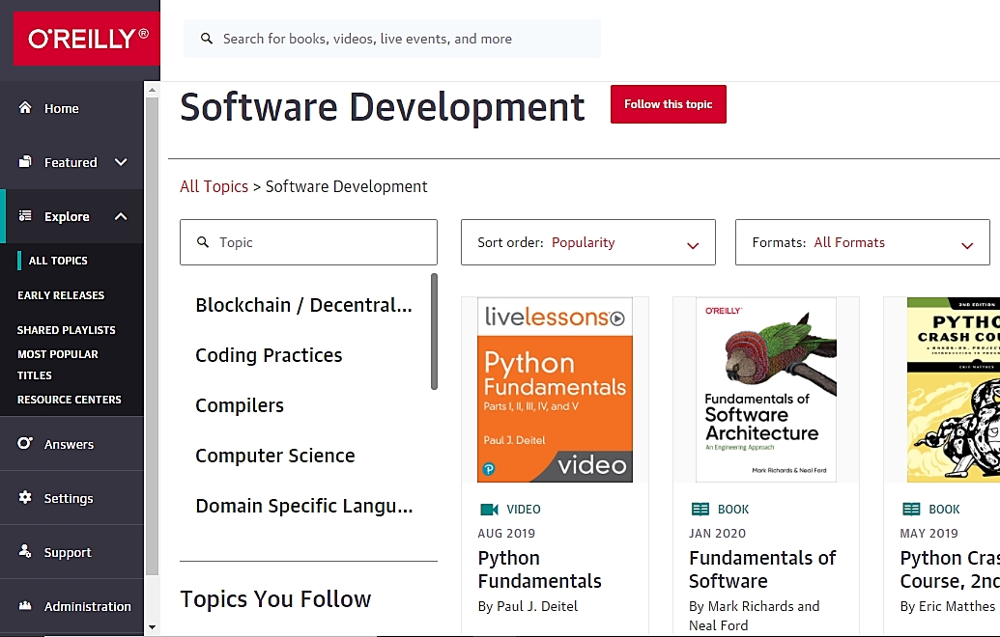 O'REILLY®
Search for books, videos, live events, and more
Home
Featured
Explore
ALL TOPICS
EARLY RELEASES
SHARED PLAYLISTS
MOST POPULAR
TITLES
RESOURCE CENTERS
Answers
Settings
Support
Administration
Software Development
Follow this topic
All Topics > Software Development
Topic
Blockchain / Decentral...
Coding Practices
Compilers
Computer Science
Domain Specific Langu...
Topics You Follow
Sort order: Popularity
Formats: All Formats
livelessons
Python
Fundamentals
Parts I, II, III, IV, and V
Paul J. Deitel
video
VIDEO
AUG 2019
Python
Fundamentals
By Paul J. Deitel
O'REILLY
Fundamentals of
Software
Architecture
An Engineering Approach
Mark Richards & Neal Ford
BOOK
JAN 2020
Fundamentals of
Software
By Mark Richards and
Neal Ford
2ND EDITION
PYTHO
CRASH COU
ERIC MATTHES
BOOK
MAY 2019
Python Cras
Course, 2nd
By Eric Matthes